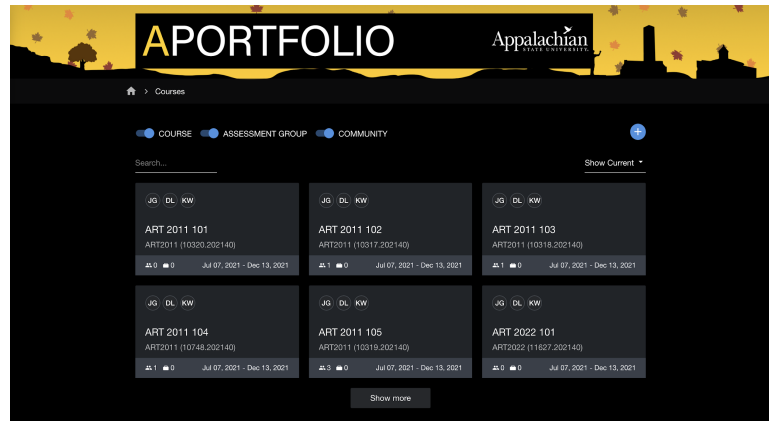 APORTFOLIO
Appalachian
STATE UNIVERSITY.
> Courses
COURSE ASSESSMENT GROUP COMMUNITY
+
Search...
Show Current
JG DL KW
ART 2011 101
ART2011 (10320.202140)
0 0 Jul 07, 2021 - Dec 13, 2021
JG DL KW
ART 2011 102
ART2011 (10317.202140)
1 0 Jul 07, 2021 - Dec 13, 2021
JG DL KW
ART 2011 103
ART2011 (10318.202140)
1 0 Jul 07, 2021 - Dec 13, 2021
JG DL KW
ART 2011 104
ART2011 (10748.202140)
1 0 Jul 07, 2021 - Dec 13, 2021
JG DL KW
ART 2011 105
ART2011 (10319.202140)
3 0 Jul 07, 2021 - Dec 13, 2021
JG DL KW
ART 2022 101
ART2022 (11627.202140)
0 0 Jul 07, 2021 - Dec 13, 2021
Show more